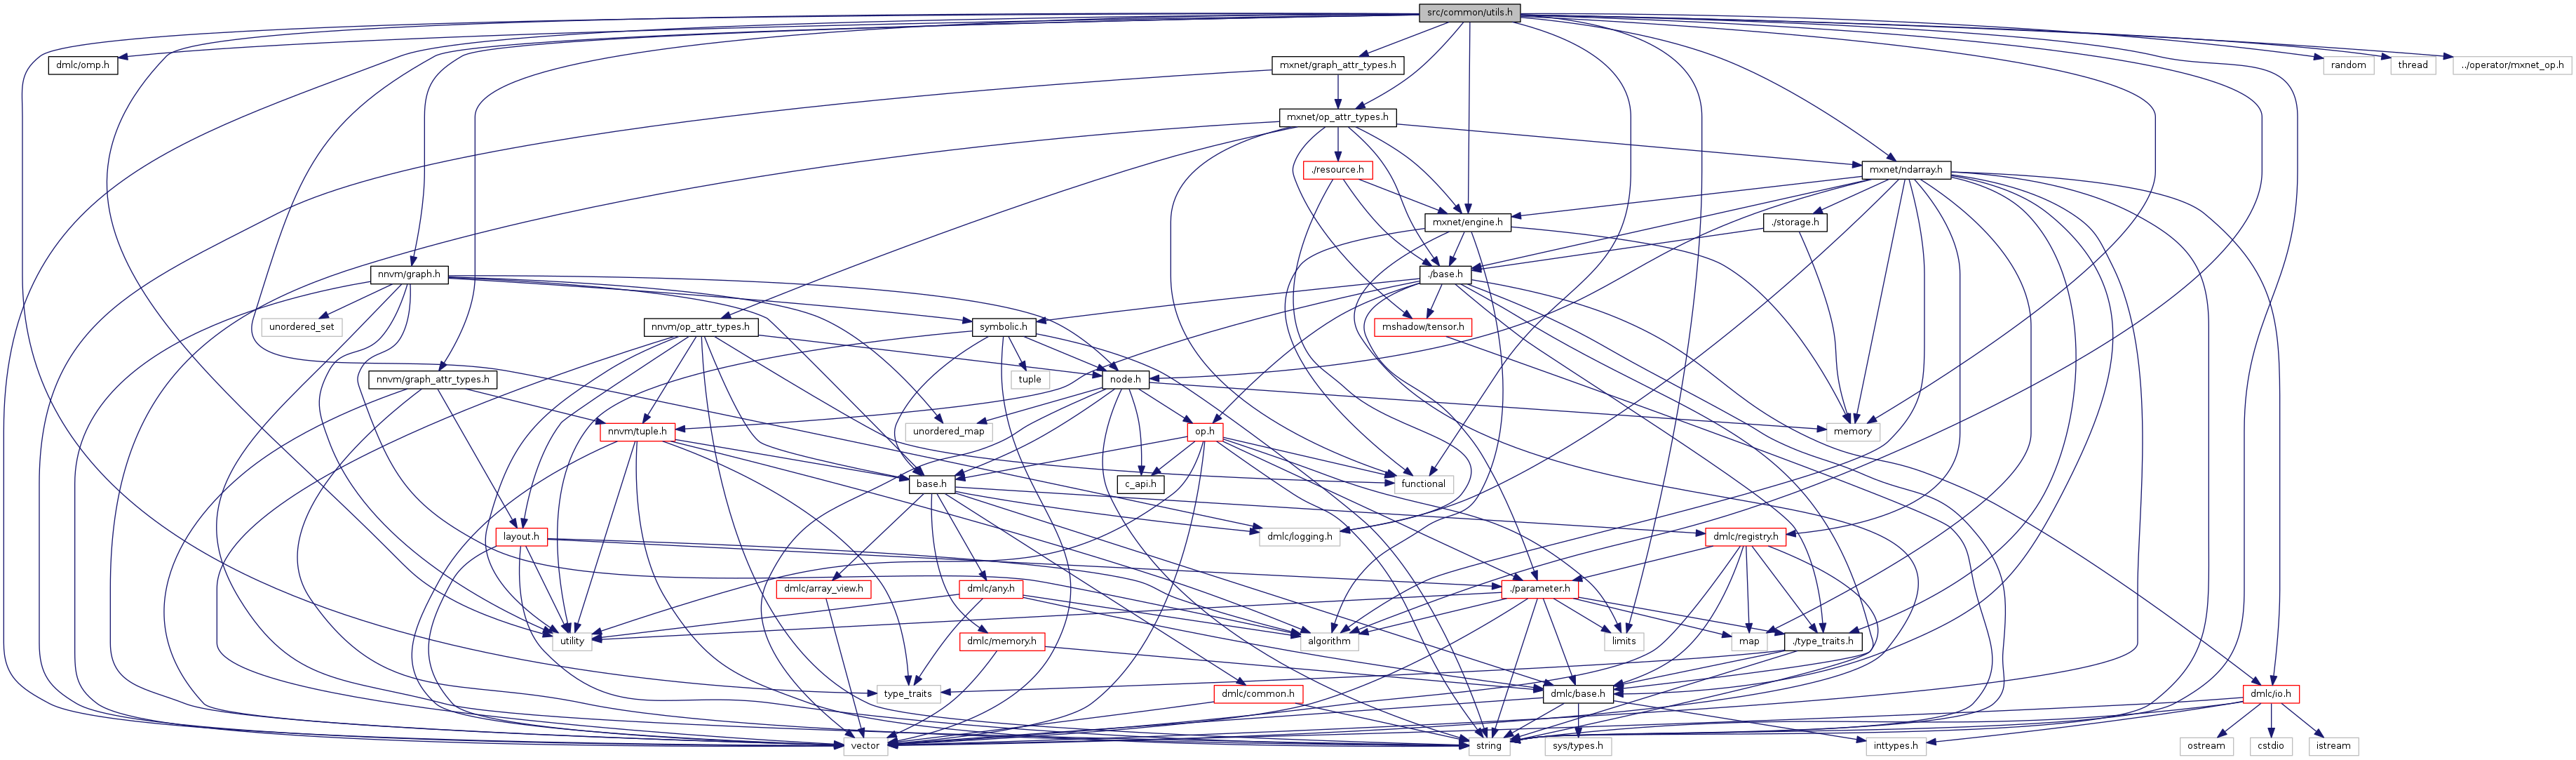 src/common/utils.h
dmlc/omp.h
mxnet/graph_attr_types.h
random
thread
../operator/mxnet_op.h
mxnet/op_attr_types.h
./resource.h
mxnet/ndarray.h
mxnet/engine.h
./storage.h
nnvm/graph.h
./base.h
unordered_set
nnvm/op_attr_types.h
symbolic.h
mshadow/tensor.h
nnvm/graph_attr_types.h
tuple
node.h
nnvm/tuple.h
unordered_map
op.h
memory
base.h
c_api.h
functional
layout.h
dmlc/logging.h
dmlc/registry.h
dmlc/array_view.h
dmlc/any.h
./parameter.h
utility
dmlc/memory.h
algorithm
limits
map
./type_traits.h
type_traits
dmlc/common.h
dmlc/base.h
dmlc/io.h
vector
string
sys/types.h
inttypes.h
ostream
cstdio
istream